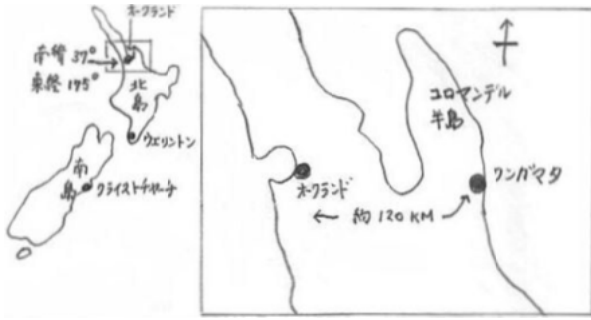 オークランド
南緯 37°
東経 175°
北島
ウェリントン
南島
クライストチャーチ
コロマンデル
半島
オークランド
ワンガマタ
約 120 KM